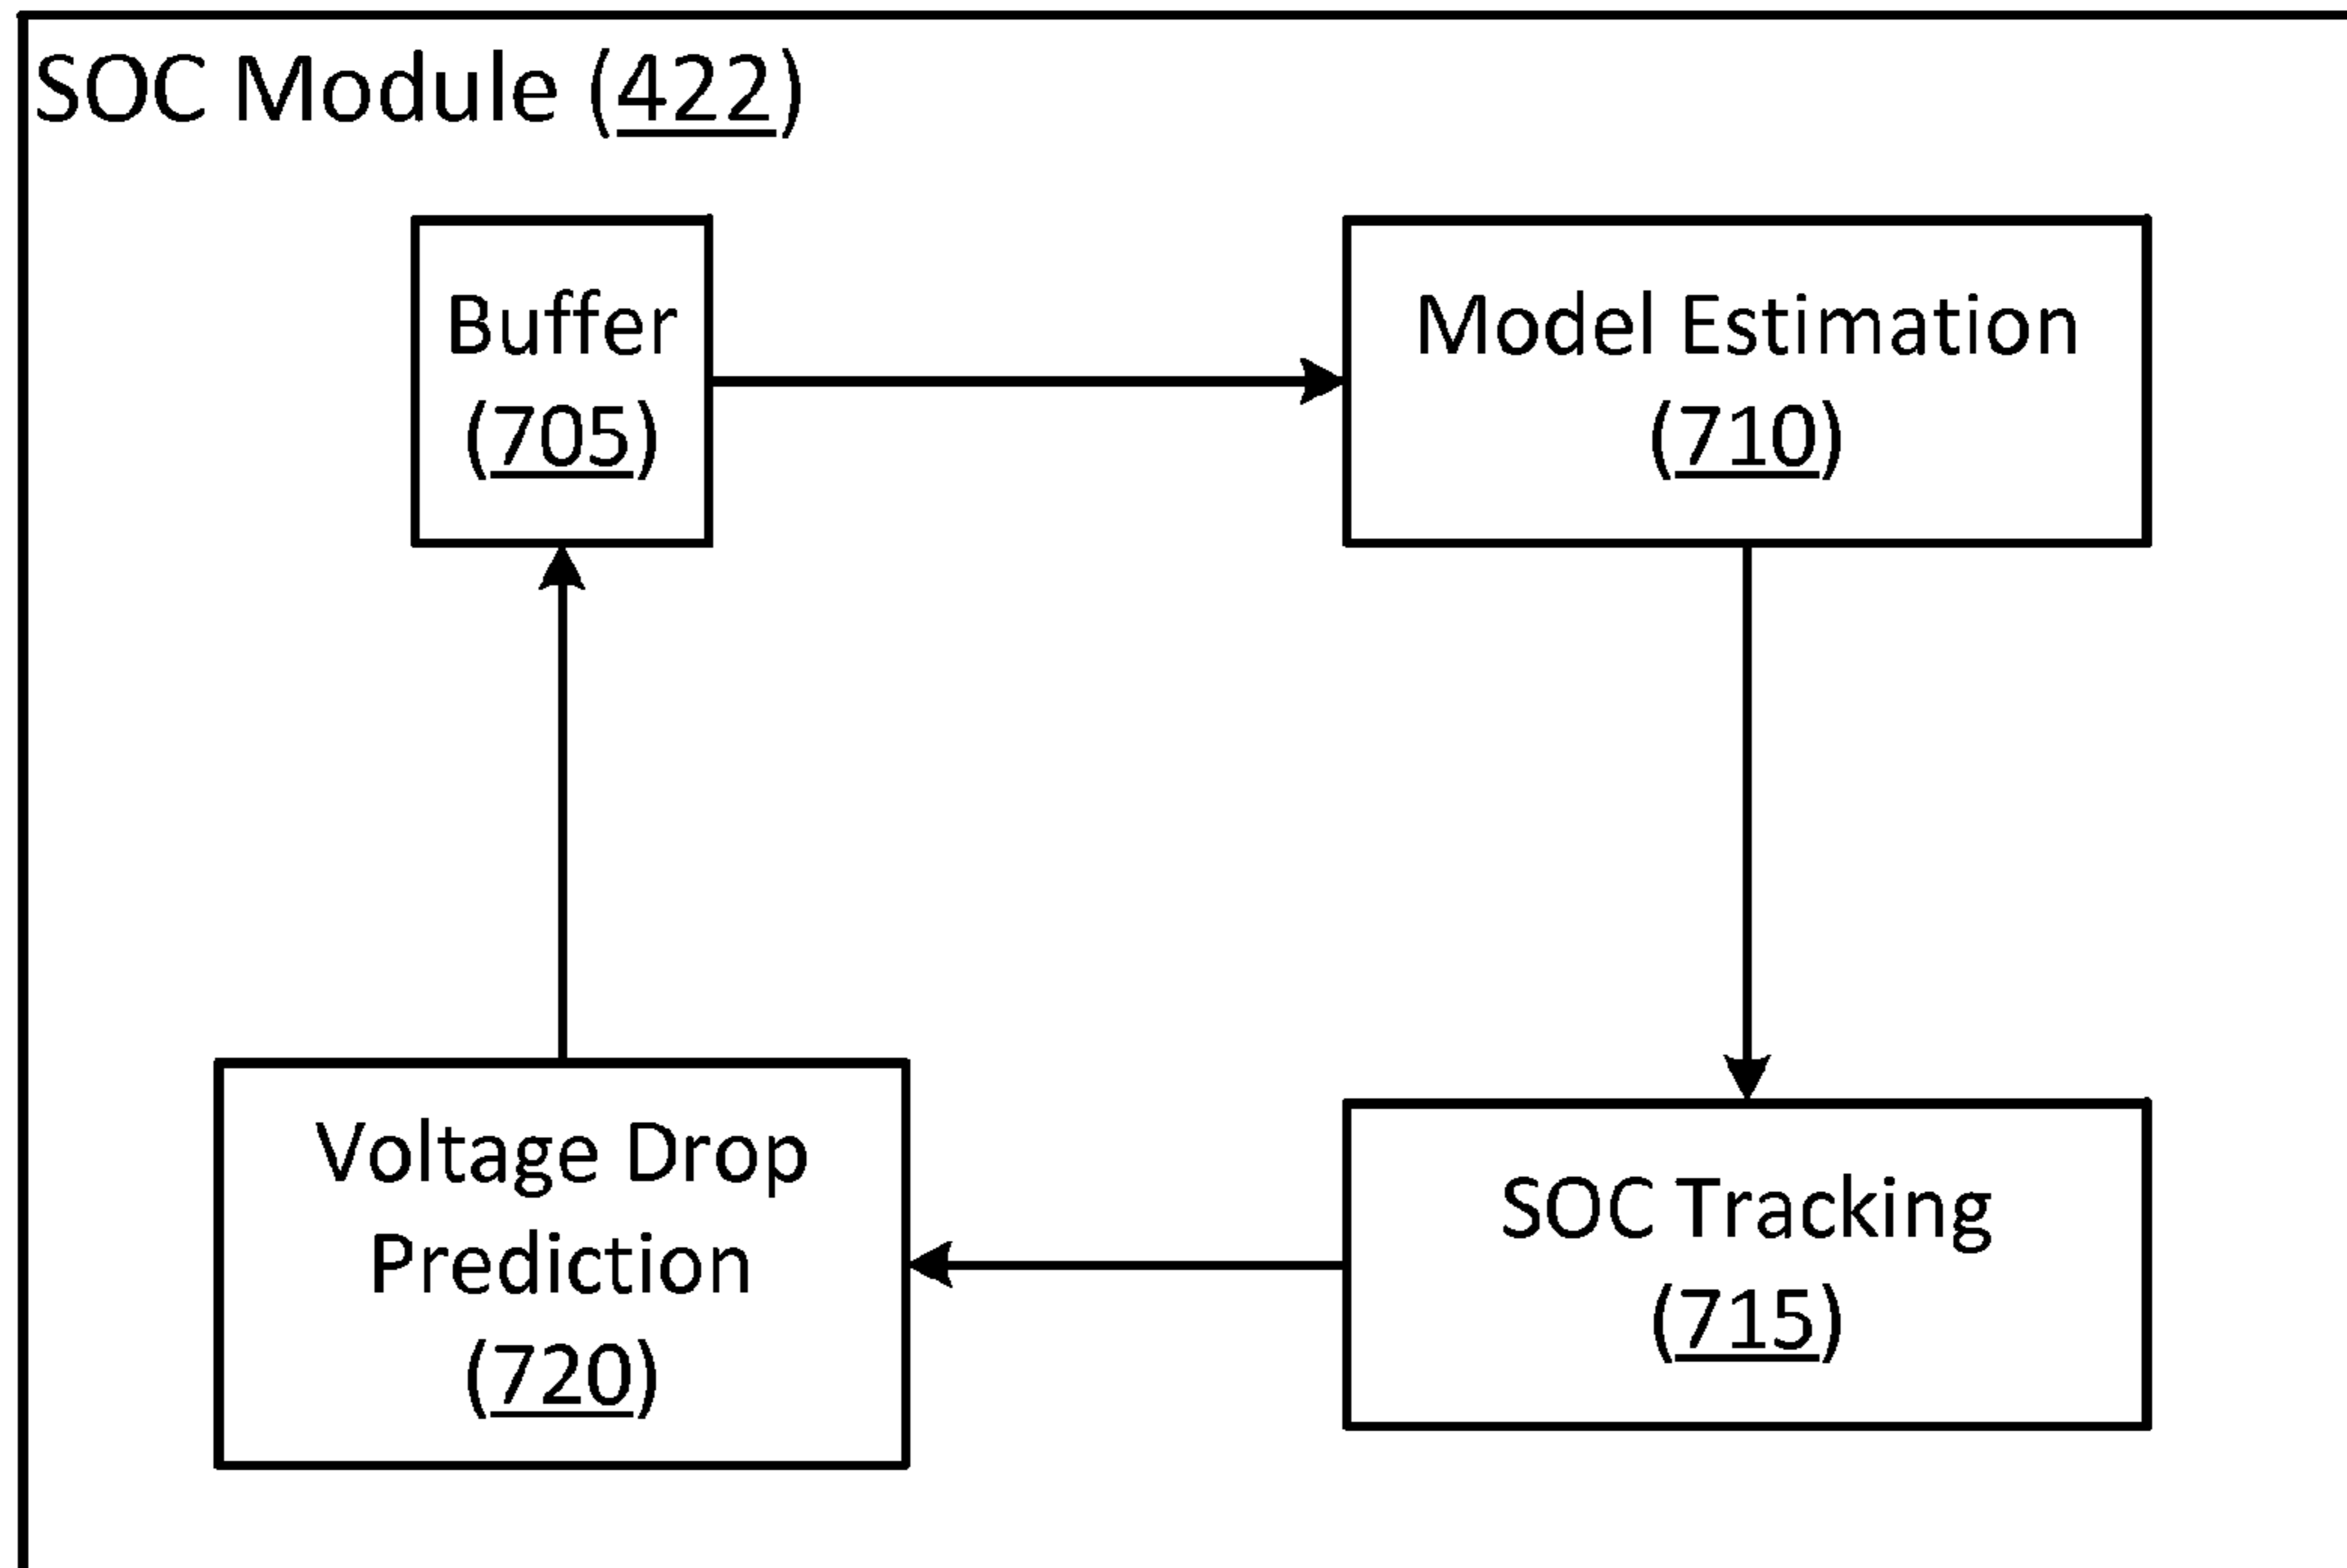 SOC Module (422)
Buffer
(705)
Model Estimation
(710)
Voltage Drop
Prediction
(720)
SOC Tracking
(715)